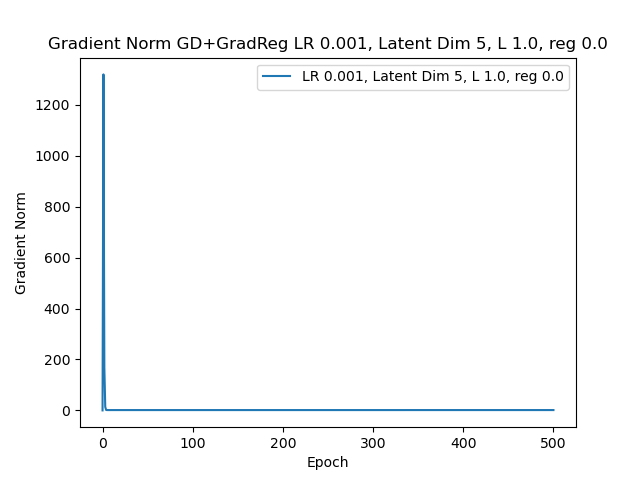 Gradient Norm GD+GradReg LR 0.001, Latent Dim 5, L 1.0, reg 0.0
LR 0.001, Latent Dim 5, L 1.0, reg 0.0
1200
1000
800
600
400
200
0
Gradient Norm
0 100 200 300 400 500
Epoch